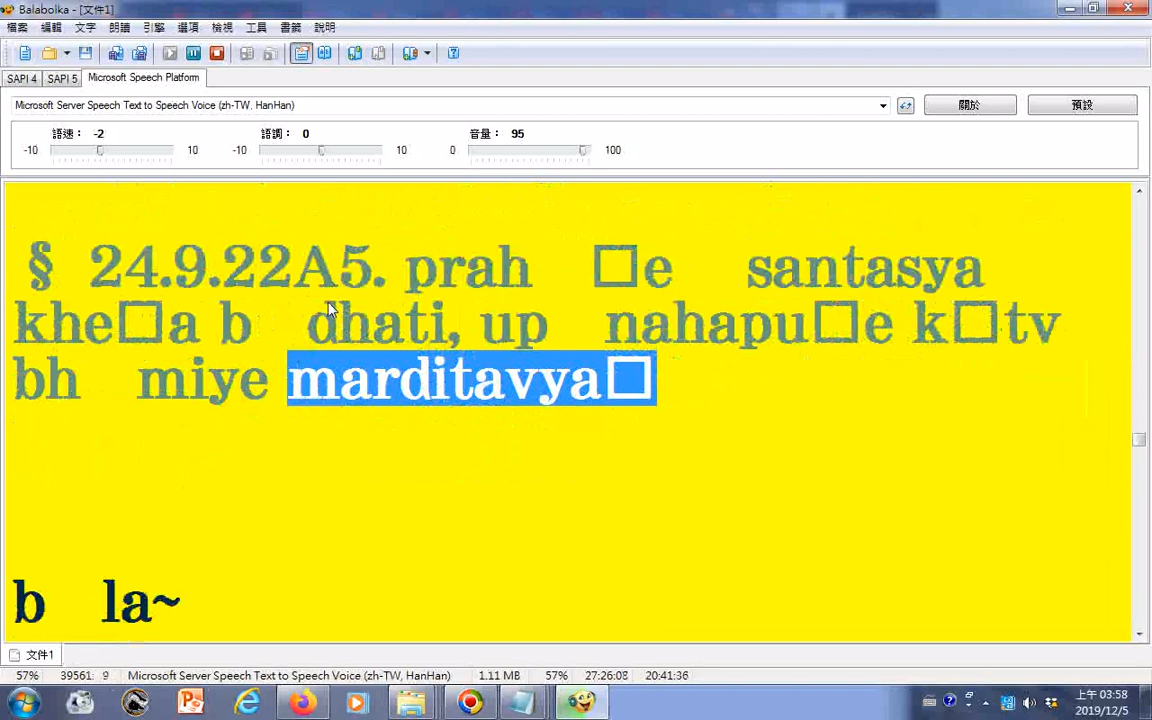 Balabolka - [文件1]
檔案 編輯 文字 朗讀 引擎 選項 檢視 工具 書籤 說明
SAPI 4 SAPI 5 Microsoft Speech Platform
Microsoft Server Speech Text to Speech Voice (zh-TW, HanHan) 關於 預設
語速： -2 語調： 0 音量： 95
-10 10 -10 10 0 100
§ 24.9.22A5. prah □e santasya
khe□a b dhati, up nahapu□e k□tv
bh miye marditavya□
b la~
文件1
57% 39561: 9 Microsoft Server Speech Text to Speech Voice (zh-TW, HanHan) 1.11 MB 57% 27:26:08 20:41:36
上午 03:58
2019/12/5